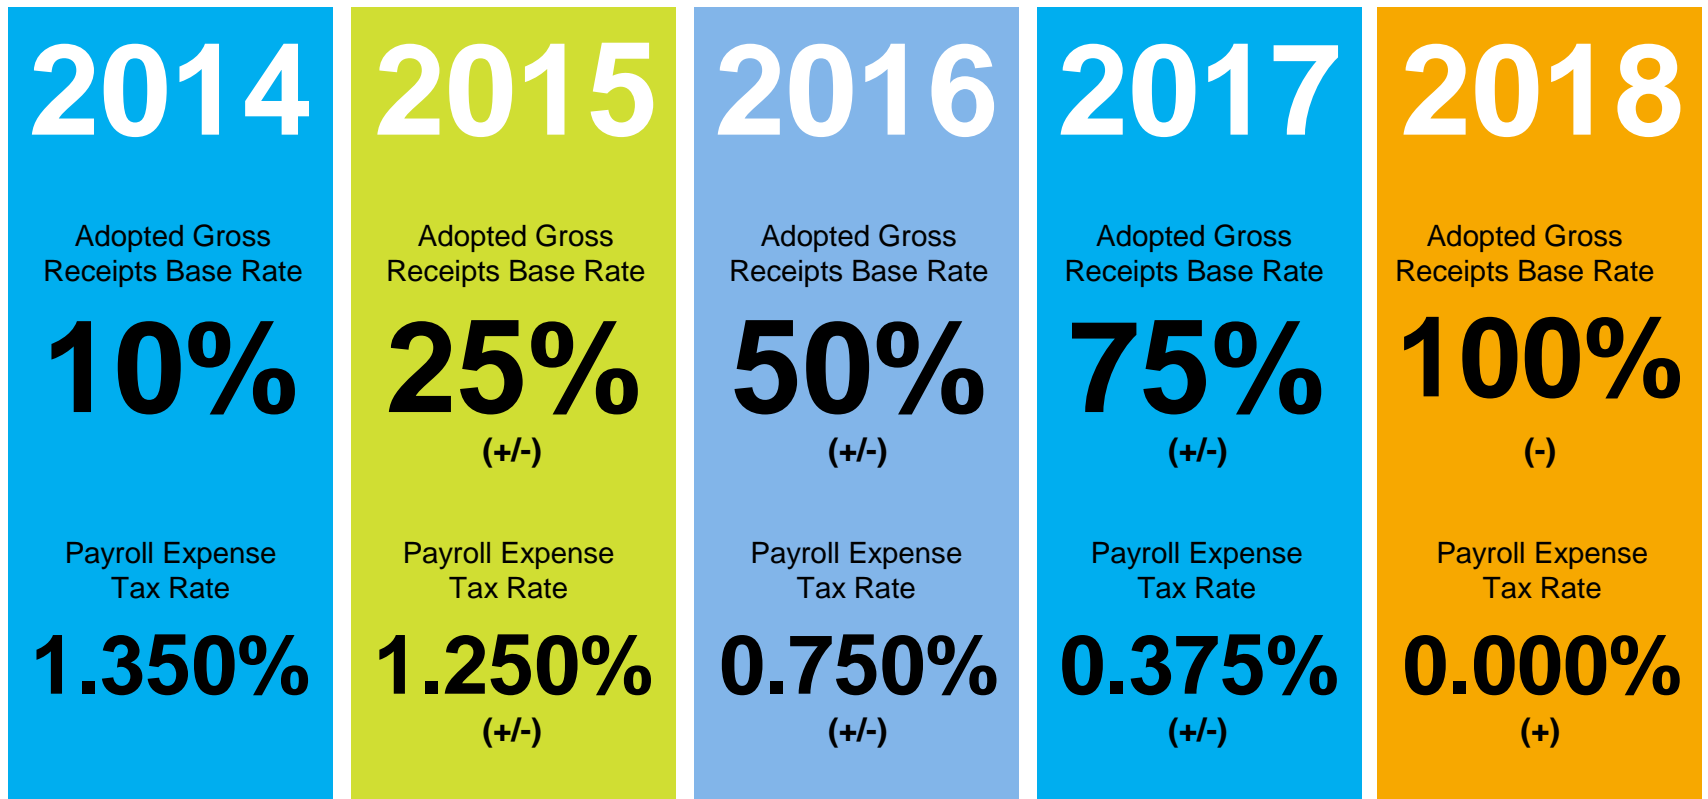 2014
Adopted Gross
Receipts Base Rate
10%
Payroll Expense
Tax Rate
1.350%
2015
Adopted Gross
Receipts Base Rate
25%
(+/-)
Payroll Expense
Tax Rate
1.250%
(+/-)
2016
Adopted Gross
Receipts Base Rate
50%
(+/-)
Payroll Expense
Tax Rate
0.750%
(+/-)
2017
Adopted Gross
Receipts Base Rate
75%
(+/-)
Payroll Expense
Tax Rate
0.375%
(+/-)
2018
Adopted Gross
Receipts Base Rate
100%
(-)
Payroll Expense
Tax Rate
0.000%
(+)